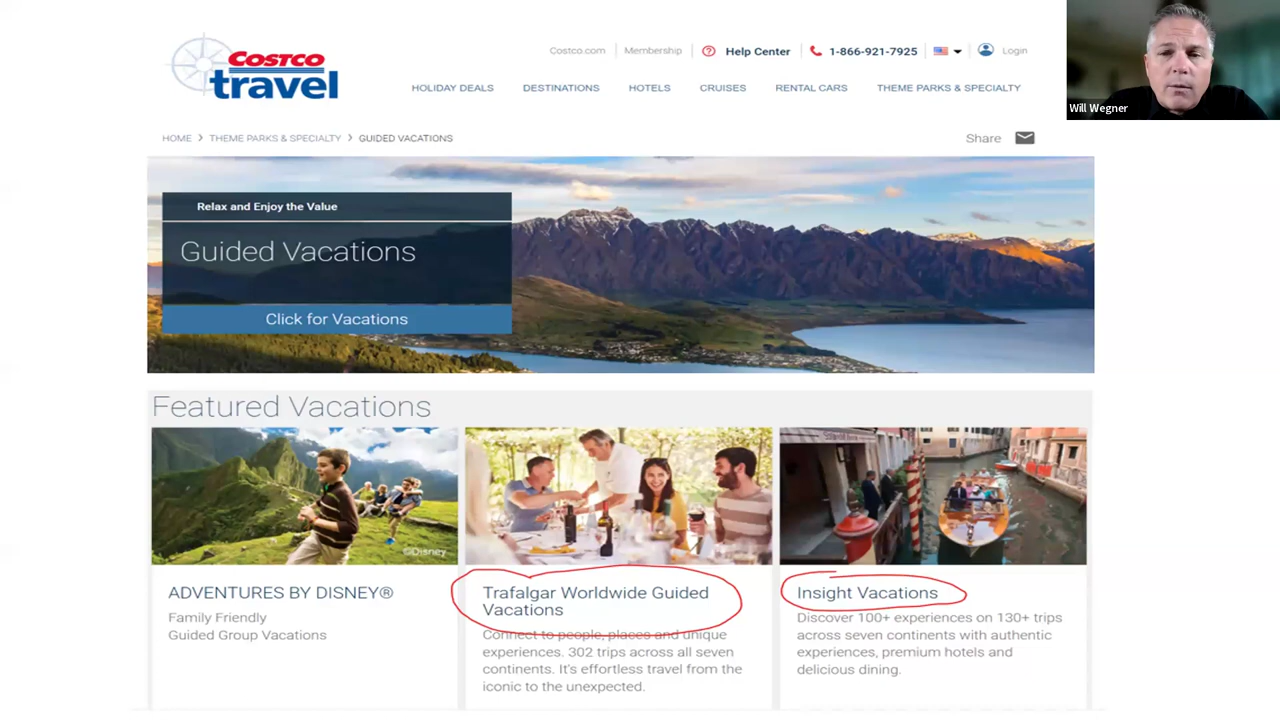 Costco
travel
Costco.com
Membership
Help Center
1-866-921-7925
Login
HOLIDAY DEALS
DESTINATIONS
HOTELS
CRUISES
RENTAL CARS
THEME PARKS & SPECIALTY
Will Wegner
HOME > THEME PARKS & SPECIALTY > GUIDED VACATIONS
Share
Relax and Enjoy the Value
Guided Vacations
Click for Vacations
Featured Vacations
©Disney
ADVENTURES BY DISNEY®
Family Friendly
Guided Group Vacations
Trafalgar Worldwide Guided
Vacations
Connect to people, places and unique
experiences. 302 trips across all seven
continents. It's effortless travel from the
iconic to the unexpected.
Insight Vacations
Discover 100+ experiences on 130+ trips
across seven continents with authentic
experiences, premium hotels and
delicious dining.